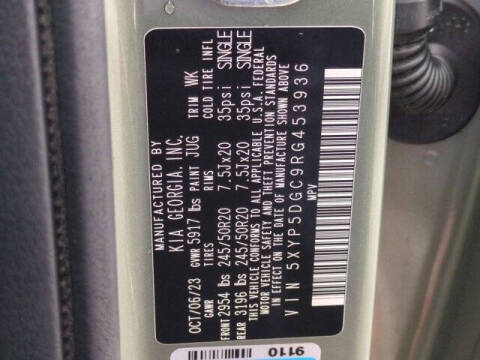 MANUFACTURED BY
KIA GEORGIA, INC.
OCT/06/23 GVWR 5917 lbs PAINT JUG TRIM WK
GAWR TIRES RIMS COLD TIRE INFL
FRONT 2954 lbs 245/50R20 7.5Jx20 35psi SINGLE
REAR 3196 lbs 245/50R20 7.5Jx20 35psi SINGLE
THIS VEHICLE CONFORMS TO ALL APPLICABLE U.S.A. FEDERAL
MOTOR VEHICLE SAFETY AND THEFT PREVENTION STANDARDS
IN EFFECT ON THE DATE OF MANUFACTURE SHOWN ABOVE
VIN 5XYP5DGC9RG453936
MPV
9110